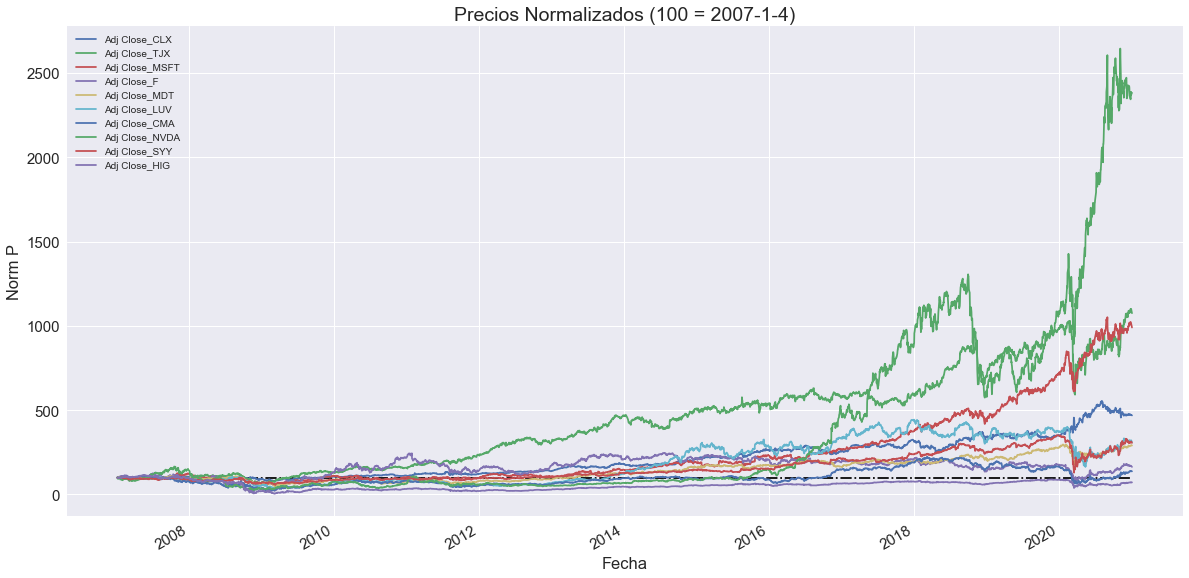 Precios Normalizados (100 = 2007-1-4)
Adj Close_CLX
Adj Close_TJX
Adj Close_MSFT
Adj Close_F
Adj Close_MDT
Adj Close_LUV
Adj Close_CMA
Adj Close_NVDA
Adj Close_SYY
Adj Close_HIG
Norm P
2500
2000
1500
1000
500
0
2008 2010 2012 2014 2016 2018 2020
Fecha